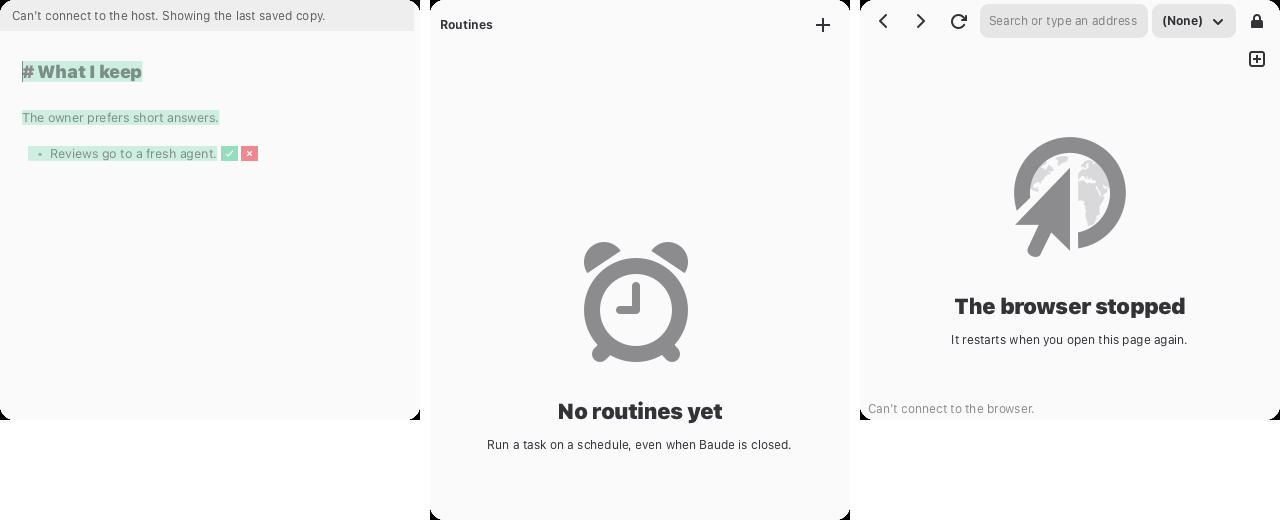 Can't connect to the host. Showing the last saved copy.
# What I keep
The owner prefers short answers.
• Reviews go to a fresh agent.
Routines
No routines yet
Run a task on a schedule, even when Baude is closed.
Search or type an address
(None)
The browser stopped
It restarts when you open this page again.
Can't connect to the browser.